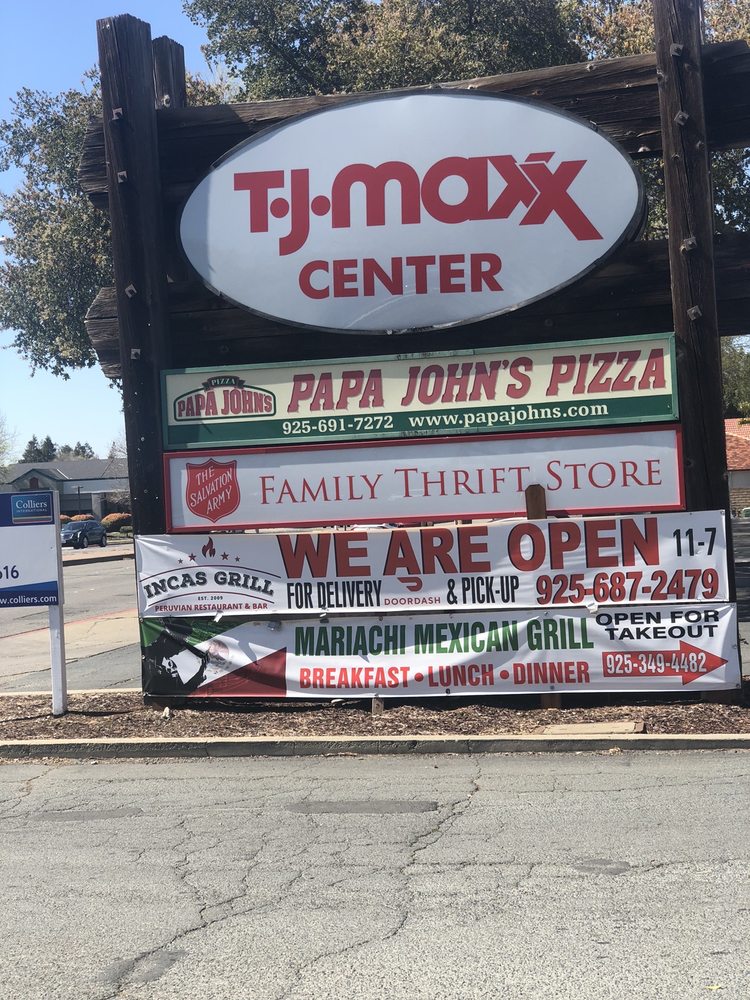 T·J·maxx
CENTER
PIZZA
PAPA JOHNS
PAPA JOHN'S PIZZA
925-691-7272 www.papajohns.com
THE
SALVATION
ARMY
FAMILY THRIFT STORE
Colliers
INTERNATIONAL
616
w.colliers.com
INCAS GRILL
EST. 2009
PERUVIAN RESTAURANT & BAR
WE ARE OPEN 11-7
FOR DELIVERY DOORDASH & PICK-UP 925-687-2479
MARIACHI MEXICAN GRILL
BREAKFAST • LUNCH • DINNER
OPEN FOR
TAKEOUT
925-349-4482